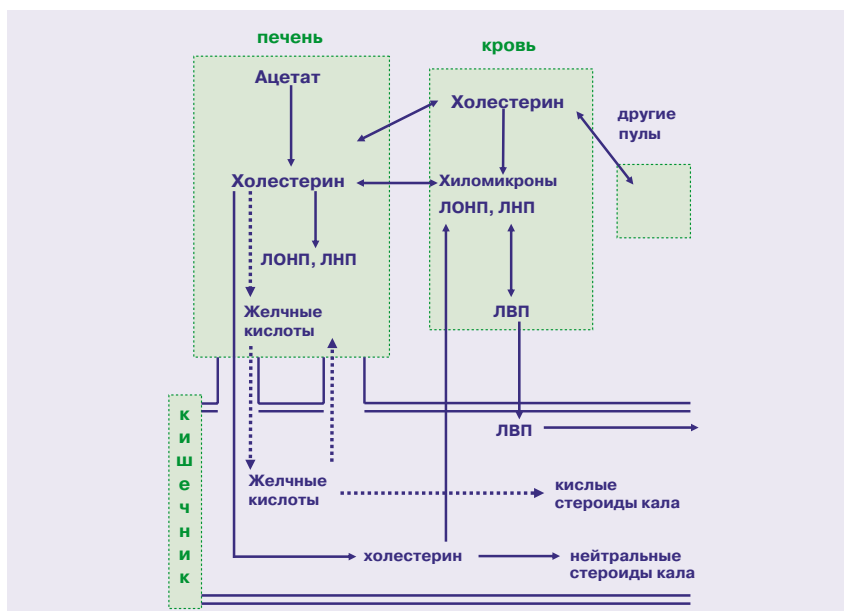 печень
кровь
Ацетат
Холестерин
другие
пулы
Холестерин
Хиломикроны
ЛОНП, ЛНП
ЛОНП, ЛНП
Желчные
кислоты
ЛВП
кишечник
ЛВП
Желчные
кислоты
кислые
стероиды кала
холестерин
нейтральные
стероиды кала